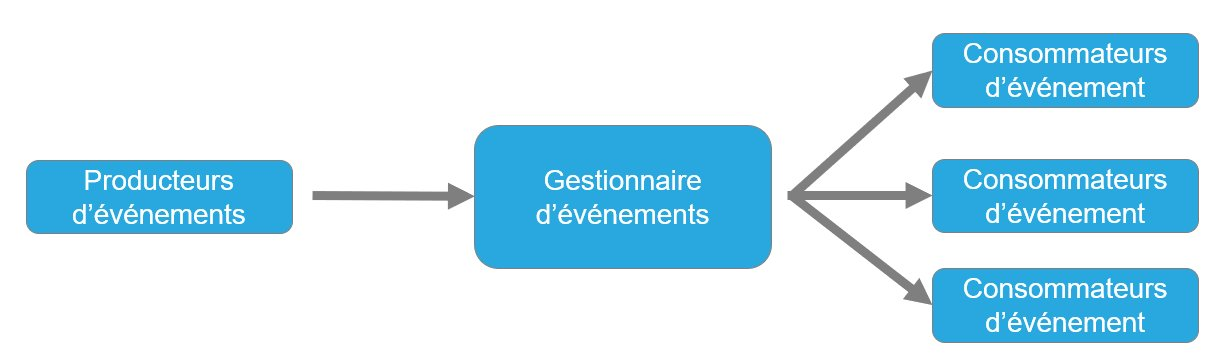 Producteurs
d’événements
Gestionnaire
d’événements
Consommateurs
d’événement
Consommateurs
d’événement
Consommateurs
d’événement